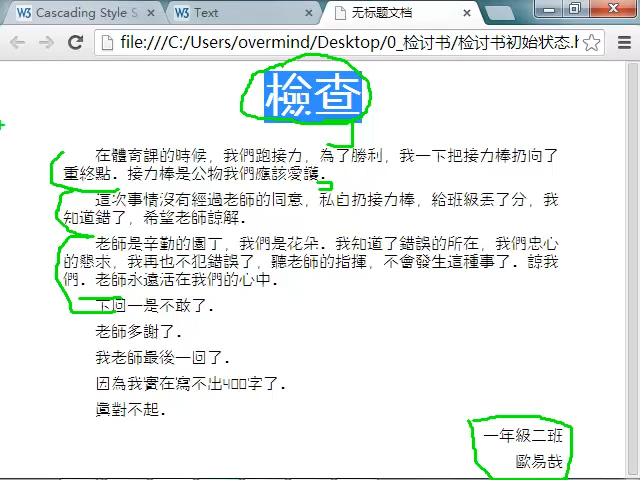 Cascading Style S
Text
无标题文档
file:///C:/Users/overmind/Desktop/0_检讨书/检讨书初始状态.h
檢查
在體育課的時候，我們跑接力，為了勝利，我一下把接力棒扔向了
重終點．接力棒是公物我們應該愛護．
這次事情沒有經過老師的同意，私自扔接力棒，給班級丟了分，我
知道錯了，希望老師諒解．
老師是辛勤的園丁，我們是花朵．我知道了錯誤的所在，我們忠心
的懇求，我再也不犯錯誤了，聽老師的指揮，不會發生這種事了．諒我
們．老師永遠活在我們的心中．
下回一是不敢了．
老師多謝了．
我老師最後一回了．
因為我實在寫不出400字了．
眞對不起．
一年級二班
歐易哉